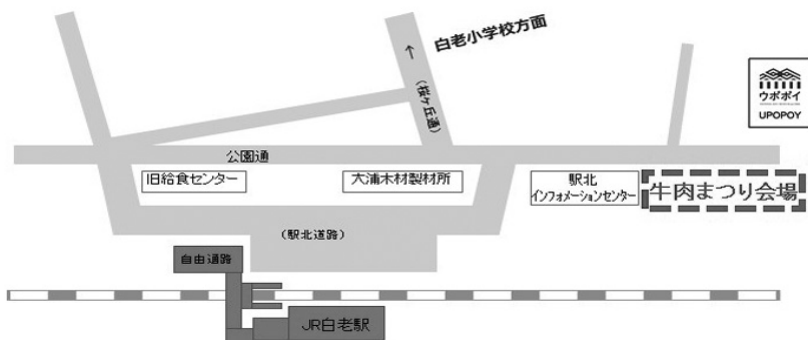 白老小学校方面
↑
(桜ヶ丘通)
ウポポイ
UPOPOY
公園通
旧給食センター
大浦木材製材所
駅北
インフォメーションセンター
牛肉まつり会場
(駅北道路)
自由通路
JR白老駅